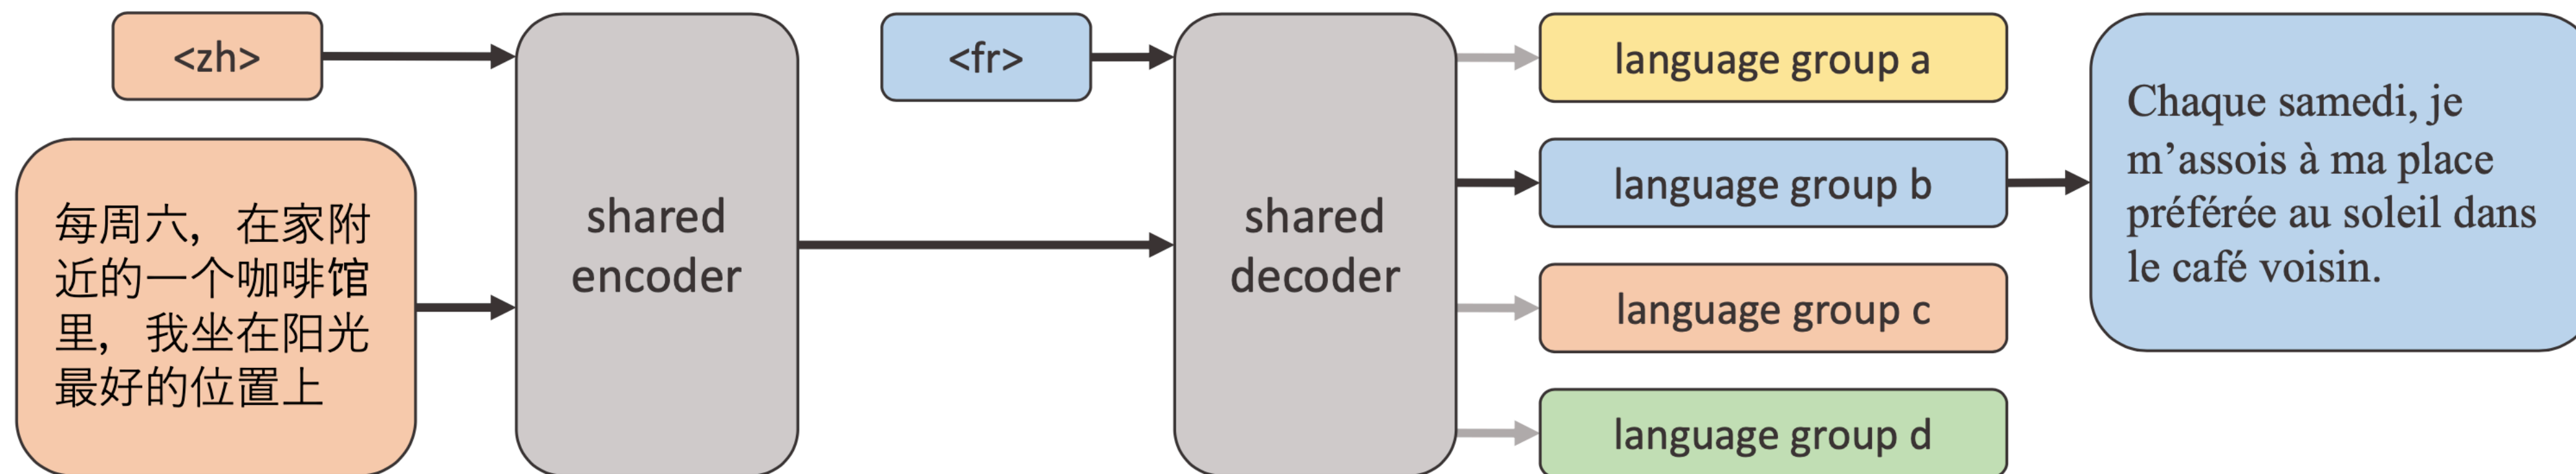 <zh>
每周六，在家附
近的一个咖啡馆
里，我坐在阳光
最好的位置上
shared
encoder
<fr>
shared
decoder
language group a
language group b
language group c
language group d
Chaque samedi, je
m’assois à ma place
préférée au soleil dans
le café voisin.